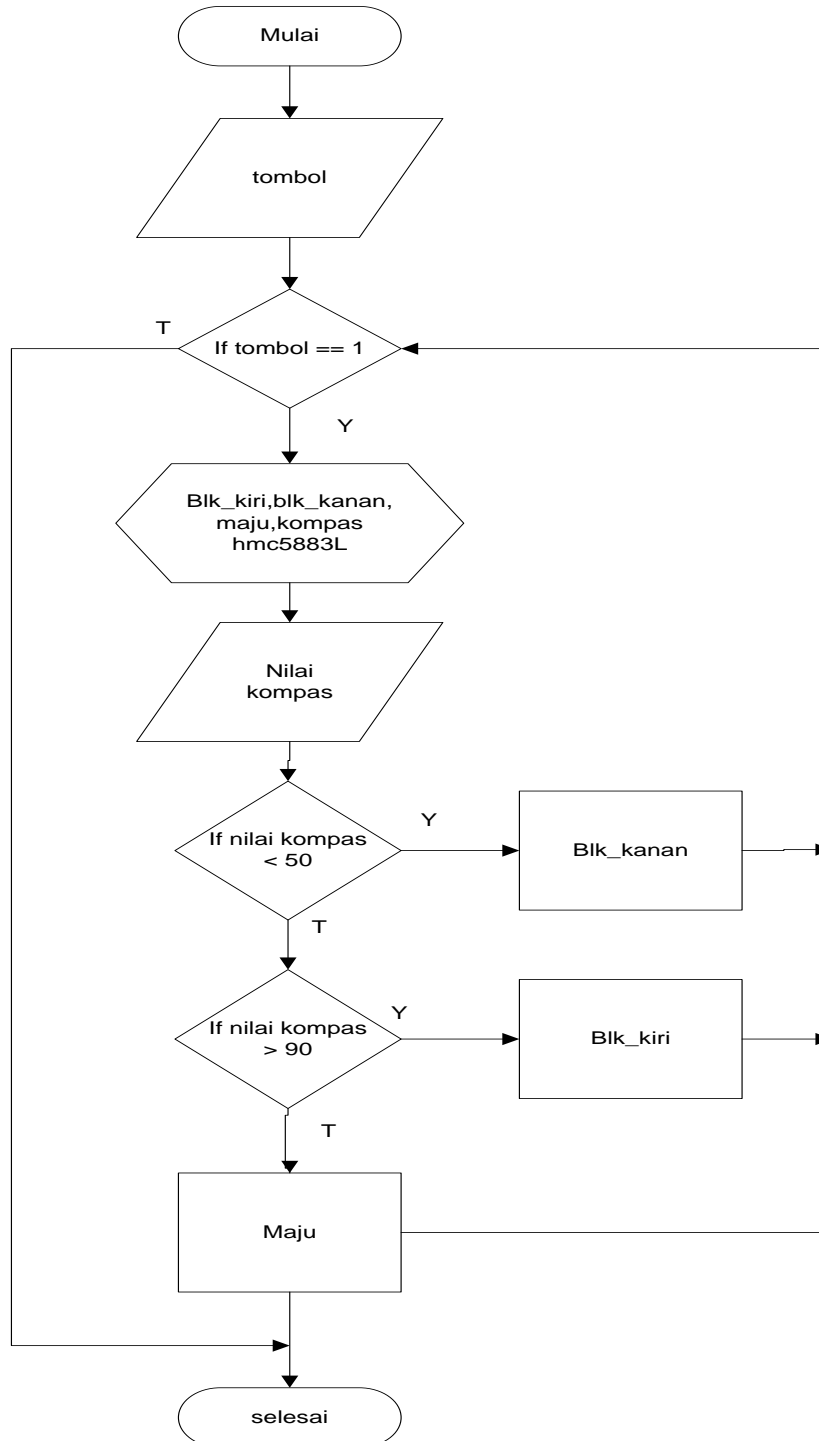 Mulai
tombol
T
If tombol == 1
Y
Blk_kiri,blk_kanan,
maju,kompas
hmc5883L
Nilai
kompas
If nilai kompas
< 50
Y
Blk_kanan
T
If nilai kompas
> 90
Y
Blk_kiri
T
Maju
selesai